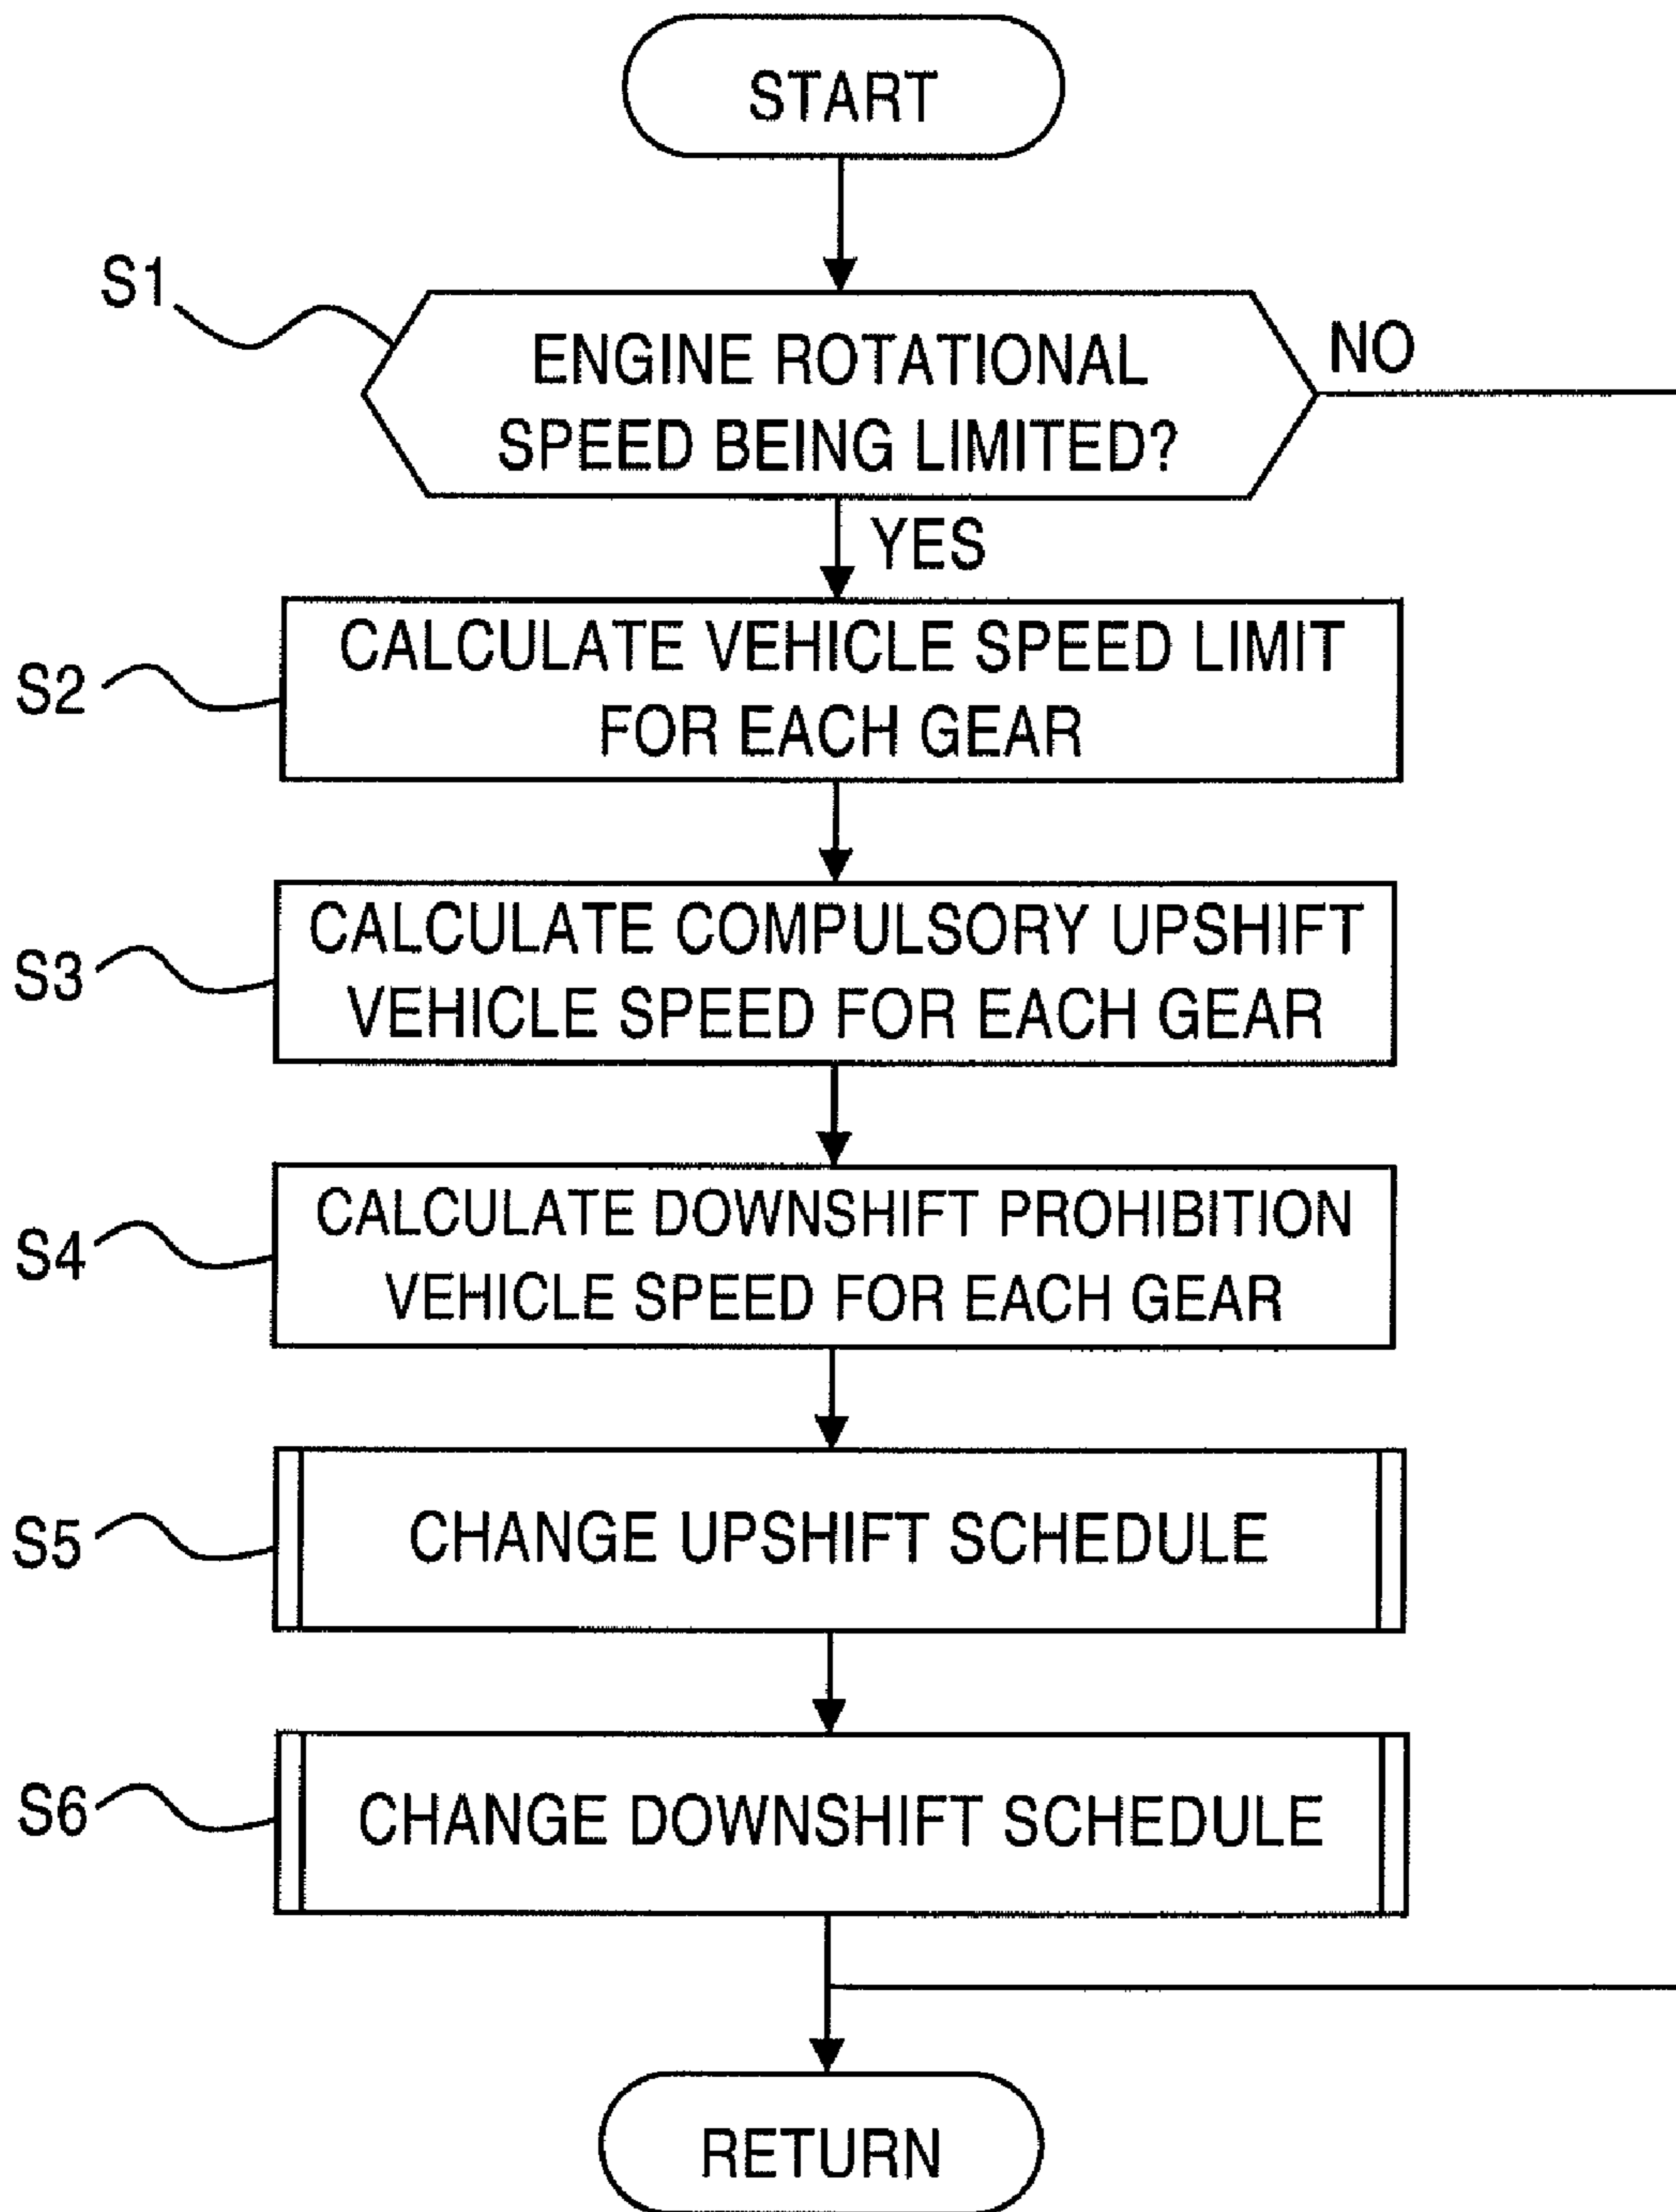 START
S1
ENGINE ROTATIONAL
SPEED BEING LIMITED?
NO
YES
S2
CALCULATE VEHICLE SPEED LIMIT
FOR EACH GEAR
S3
CALCULATE COMPULSORY UPSHIFT
VEHICLE SPEED FOR EACH GEAR
S4
CALCULATE DOWNSHIFT PROHIBITION
VEHICLE SPEED FOR EACH GEAR
S5
CHANGE UPSHIFT SCHEDULE
S6
CHANGE DOWNSHIFT SCHEDULE
RETURN